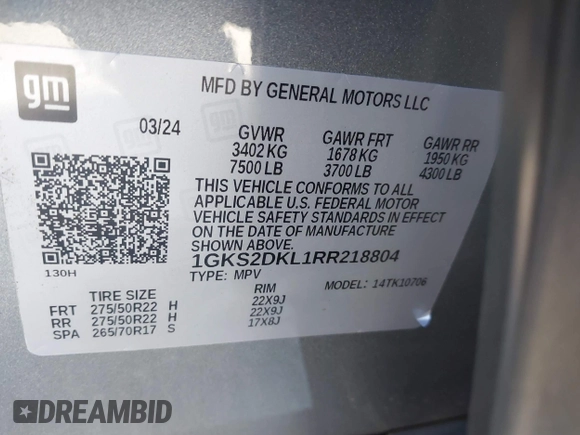 gm
MFD BY GENERAL MOTORS LLC
03/24 GVWR GAWR FRT GAWR RR
3402 KG 1678 KG 1950 KG
7500 LB 3700 LB 4300 LB
THIS VEHICLE CONFORMS TO ALL
APPLICABLE U.S. FEDERAL MOTOR
VEHICLE SAFETY STANDARDS IN EFFECT
ON THE DATE OF MANUFACTURE
SHOWN ABOVE.
1GKS2DKL1RR218804
130H TYPE: MPV MODEL: 14TK10706
TIRE SIZE RIM
FRT 275/50R22 H 22X9J
RR 275/50R22 H 22X9J
SPA 265/70R17 S 17X8J
DREAMBID